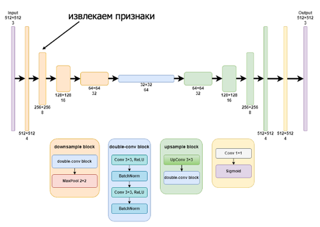 извлекаем признаки
Input
512×512
3
Output
512×512
3
512×512
4
256×256
8
128×128
16
64×64
32
32×32
64
64×64
32
128×128
16
256×256
8
512×512
4
512×512
4
downsample block
double-conv block
MaxPool 2×2
double-conv block
Conv 3×3, ReLU
BatchNorm
Conv 3×3, ReLU
BatchNorm
upsample block
UpConv 3×3
double-conv block
Conv 1×1
Sigmoid